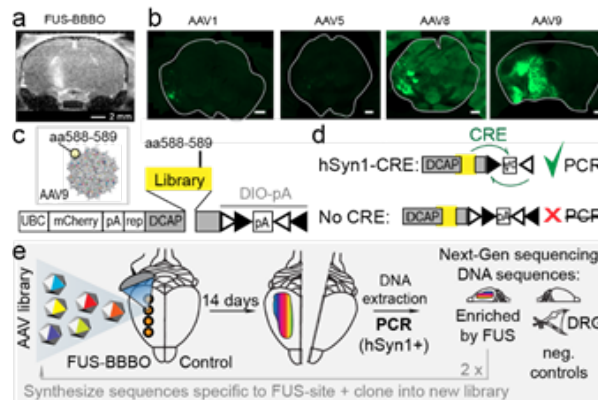 a
FUS-BBBO
2 mm
b
AAV1
AAV5
AAV8
AAV9
c
aa588-589
AAV9
aa588-589
Library
DIO-pA
UBC
mCherry
pA
rep
DCAP
pA
d
CRE
hSyn1-CRE:
DCAP
PCR
No CRE:
DCAP
pA
PCR
e
AAV library
FUS-BBBO
Control
14 days
DNA
extraction
PCR
(hSyn1+)
Next-Gen sequencing
DNA sequences:
Enriched
by FUS
DRG
neg.
controls
2 x
Synthesize sequences specific to FUS-site + clone into new library